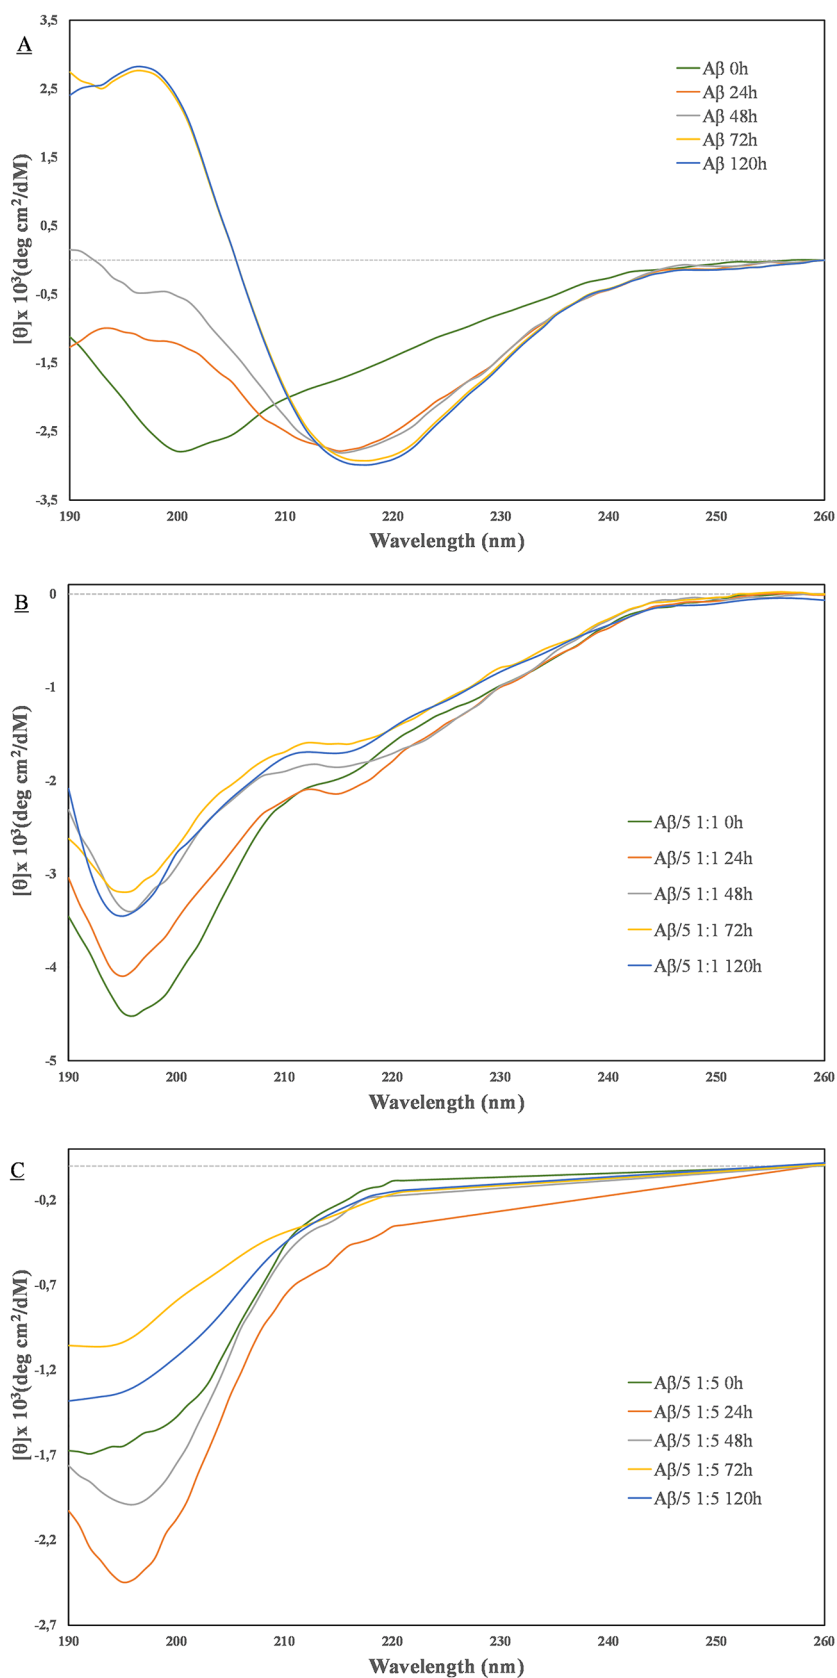 A
3,5
2,5
1,5
0,5
-0,5
-1,5
-2,5
-3,5
[θ]x 10³(deg cm²/dM)
Aβ 0h
Aβ 24h
Aβ 48h
Aβ 72h
Aβ 120h
190 200 210 220 230 240 250 260
Wavelength (nm)
B
0
-1
-2
-3
-4
-5
[θ]x 10³(deg cm²/dM)
Aβ/5 1:1 0h
Aβ/5 1:1 24h
Aβ/5 1:1 48h
Aβ/5 1:1 72h
Aβ/5 1:1 120h
190 200 210 220 230 240 250 260
Wavelength (nm)
C
-0,2
-0,7
-1,2
-1,7
-2,2
-2,7
[θ]x 10³(deg cm²/dM)
Aβ/5 1:5 0h
Aβ/5 1:5 24h
Aβ/5 1:5 48h
Aβ/5 1:5 72h
Aβ/5 1:5 120h
190 200 210 220 230 240 250 260
Wavelength (nm)